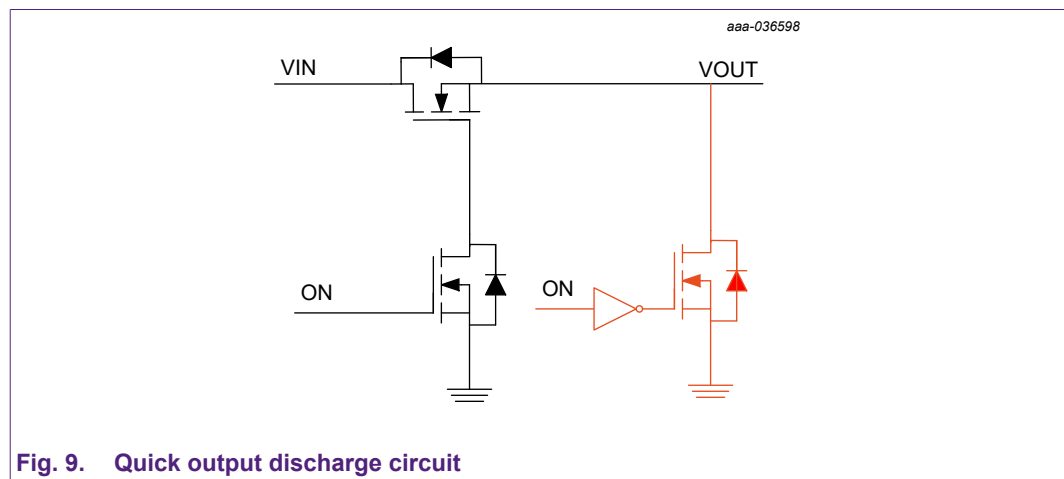 aaa-036598
VIN
VOUT
ON
ON
Fig. 9. Quick output discharge circuit